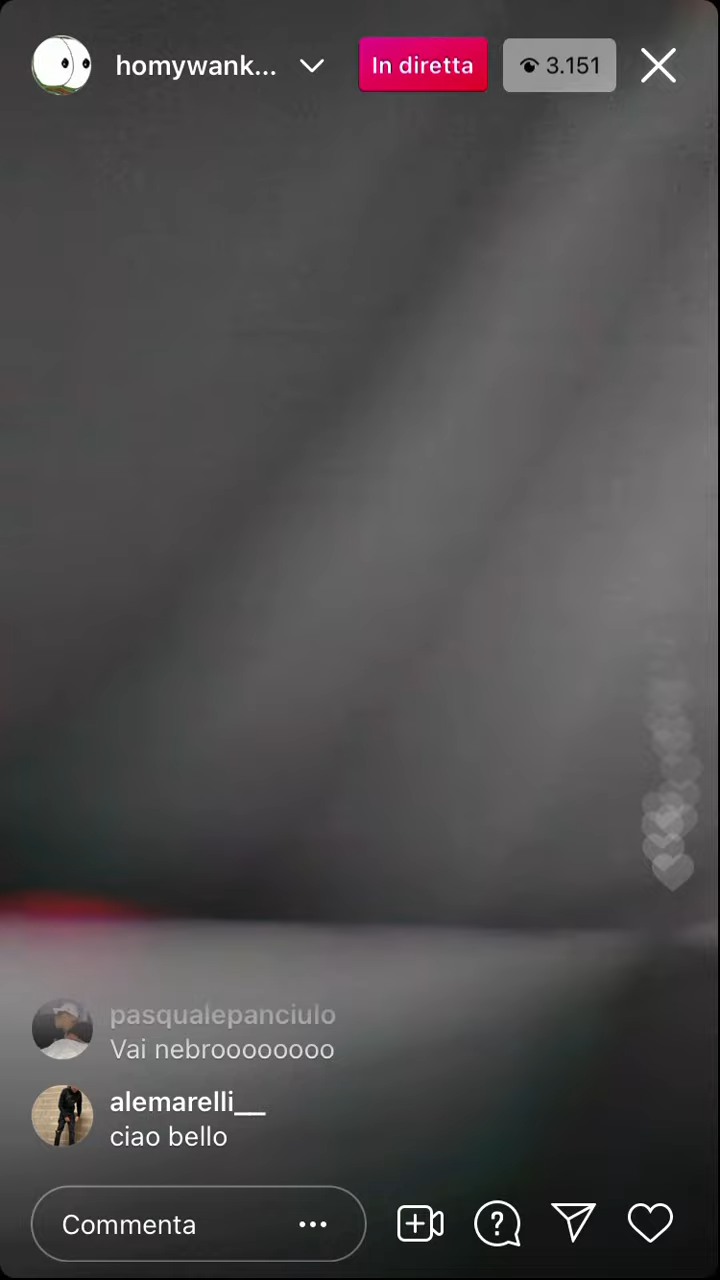 homywank...
In diretta
3.151
pasqualepanciulo
Vai nebroooooooo
alemarelli__
ciao bello
Commenta